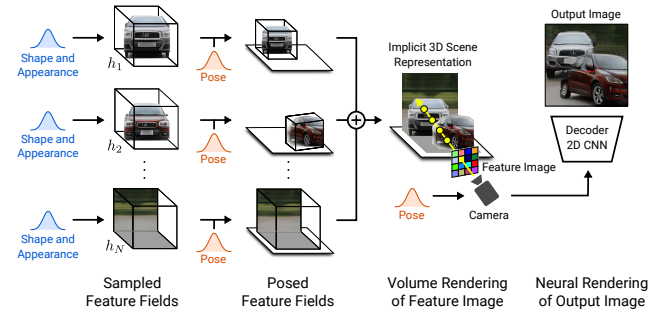 Shape and
Appearance
h1
Pose
Shape and
Appearance
h2
Pose
Shape and
Appearance
hN
Pose
Implicit 3D Scene
Representation
Feature Image
Pose
Camera
Output Image
Decoder
2D CNN
Sampled
Feature Fields
Posed
Feature Fields
Volume Rendering
of Feature Image
Neural Rendering
of Output Image